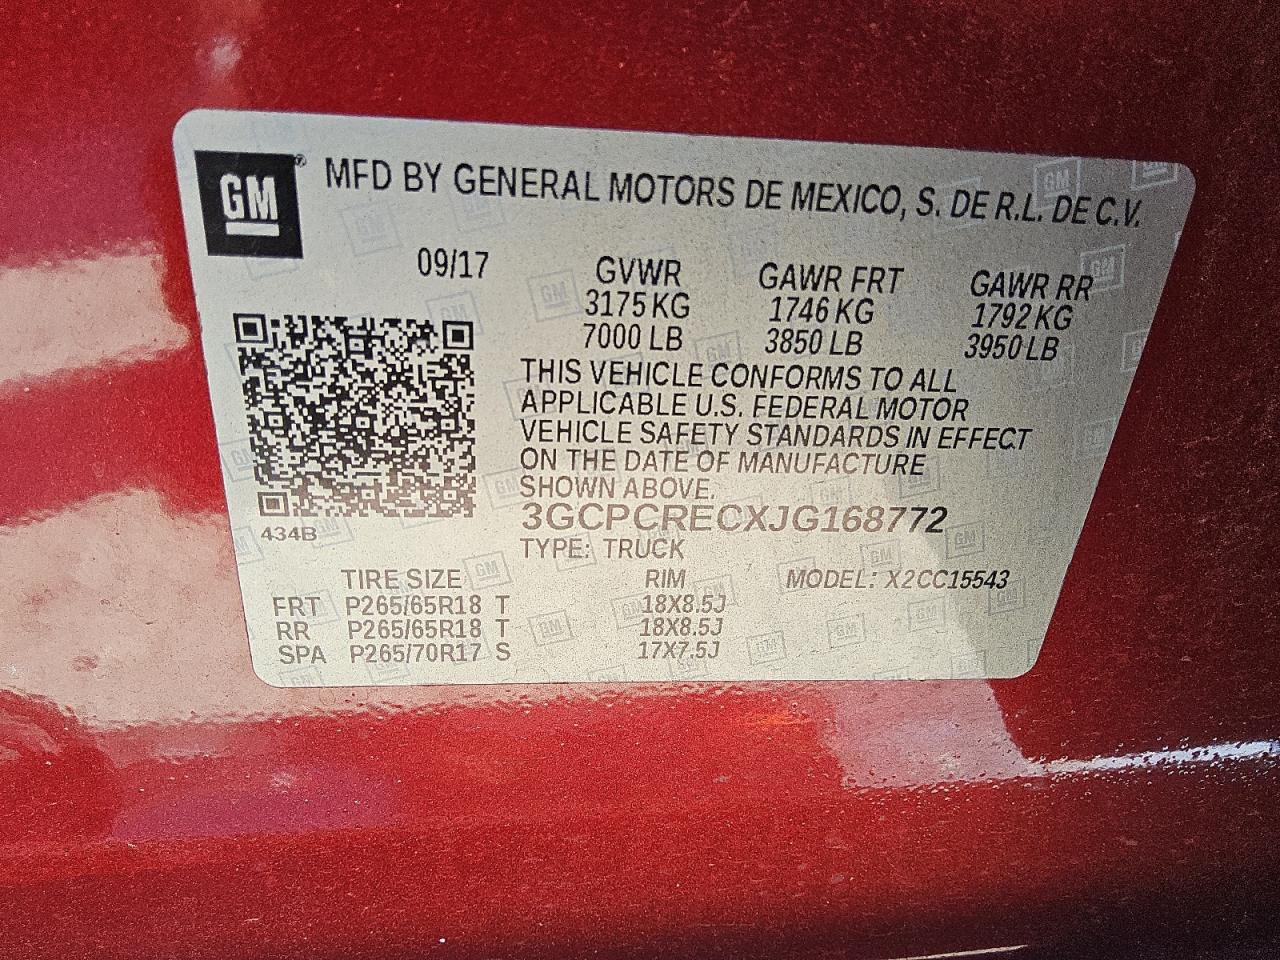 GM MFD BY GENERAL MOTORS DE MEXICO, S. DE R.L. DE C.V.
09/17 GVWR GAWR FRT GAWR RR
3175 KG 1746 KG 1792 KG
7000 LB 3850 LB 3950 LB
THIS VEHICLE CONFORMS TO ALL
APPLICABLE U.S. FEDERAL MOTOR
VEHICLE SAFETY STANDARDS IN EFFECT
ON THE DATE OF MANUFACTURE
SHOWN ABOVE.
3GCPCRECXJG168772
434B
TYPE: TRUCK
TIRE SIZE RIM MODEL: X2CC15543
FRT P265/65R18 T 18X8.5J
RR P265/65R18 T 18X8.5J
SPA P265/70R17 S 17X7.5J